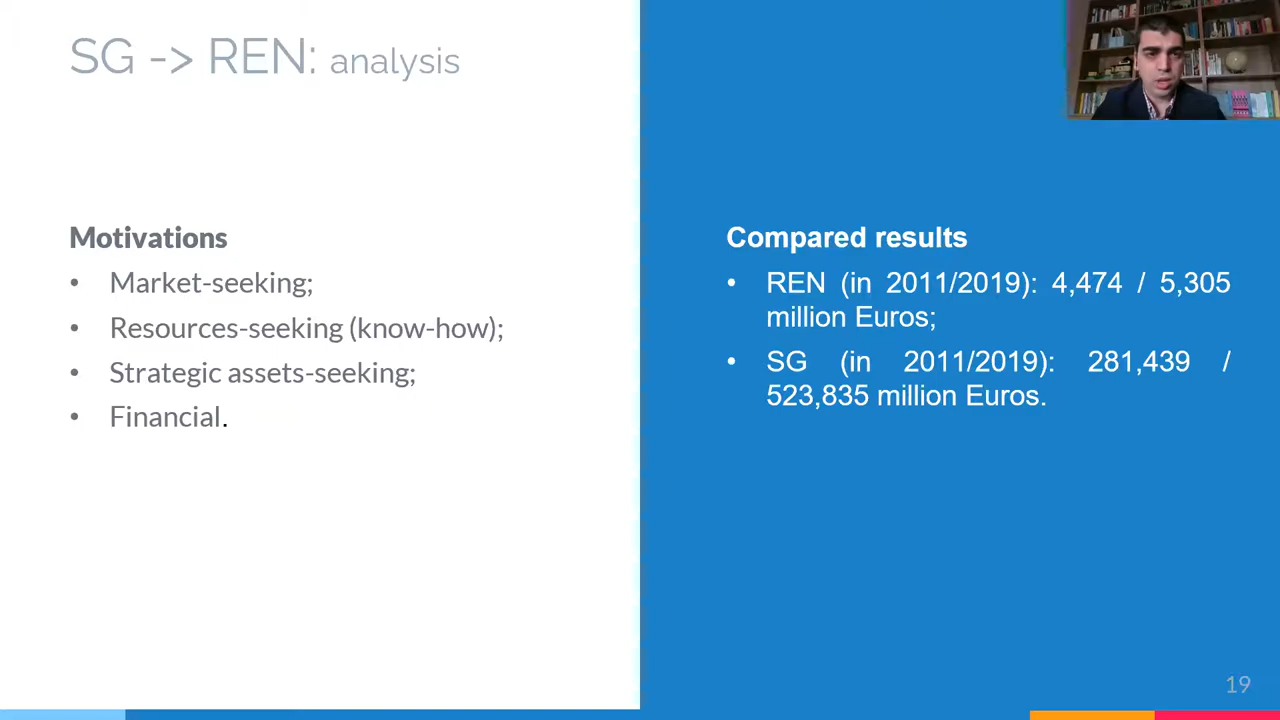 SG -> REN: analysis
Motivations
• Market-seeking;
• Resources-seeking (know-how);
• Strategic assets-seeking;
• Financial.
Compared results
• REN (in 2011/2019): 4,474 / 5,305
million Euros;
• SG (in 2011/2019): 281,439 /
523,835 million Euros.
19